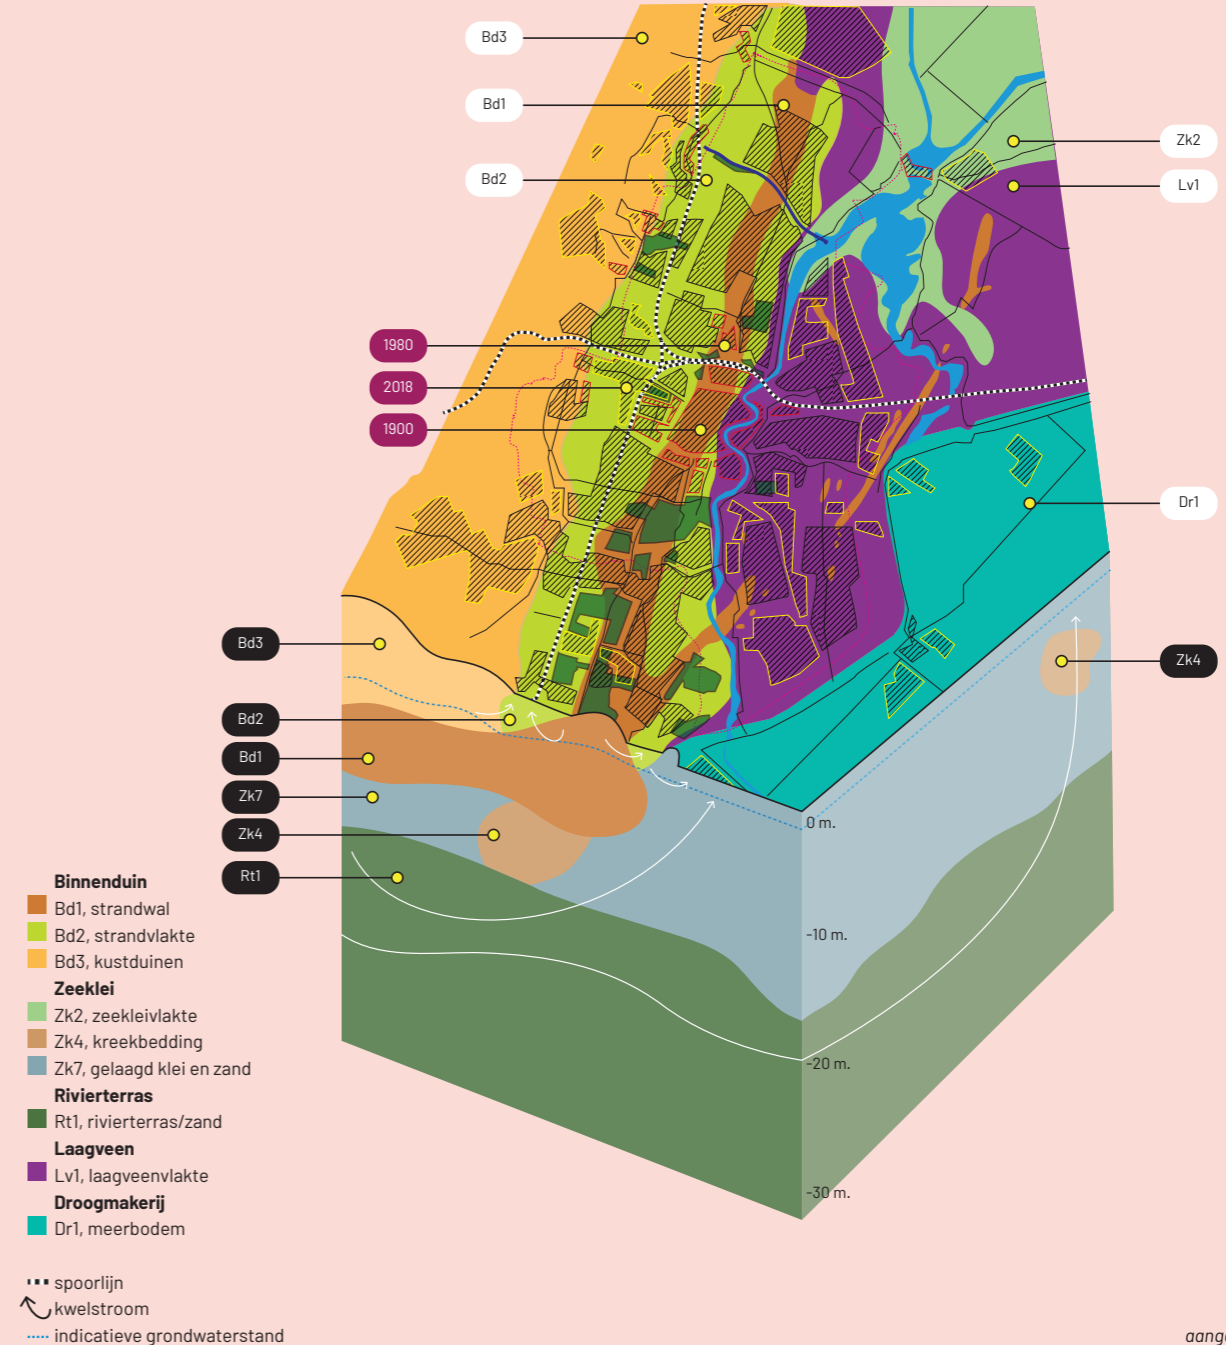 Bd3
Bd1
Zk2
Bd2
Lv1
1980
2018
1900
Dr1
Bd3
Zk4
Bd2
Bd1
Zk7
Zk4
Rt1
0 m.
-10 m.
-20 m.
-30 m.
Binnenduin
Bd1, strandwal
Bd2, strandvlakte
Bd3, kustduinen
Zeeklei
Zk2, zeekleivlakte
Zk4, kreekbedding
Zk7, gelaagd klei en zand
Rivierterras
Rt1, rivierterras/zand
Laagveen
Lv1, laagveenvlakte
Droogmakerij
Dr1, meerbodem
spoorlijn
kwelstroom
indicatieve grondwaterstand